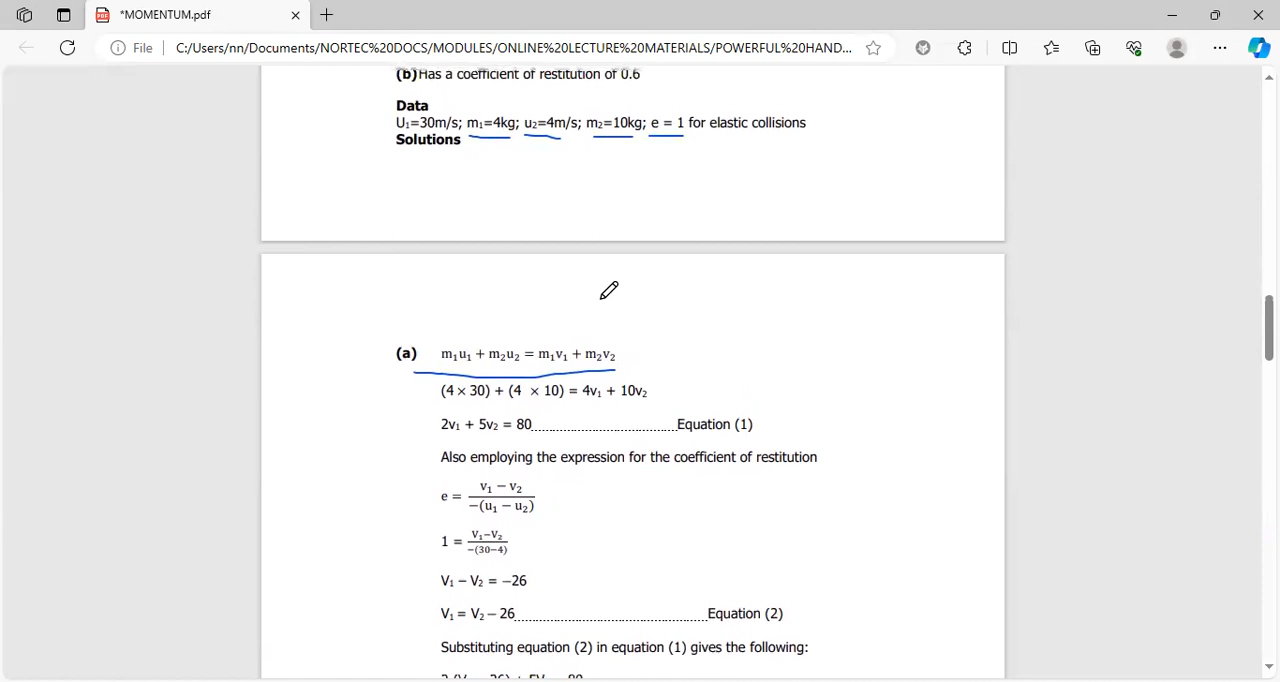 *MOMENTUM.pdf
File C:/Users/nn/Documents/NORTEC%20DOCS/MODULES/ONLINE%20LECTURE%20MATERIALS/POWERFUL%20HAND...
(b)Has a coefficient of restitution of 0.6
Data
U₁=30m/s; m₁=4kg; u₂=4m/s; m₂=10kg; e = 1 for elastic collisions
Solutions
(a) m₁u₁ + m₂u₂ = m₁v₁ + m₂v₂
(4 × 30) + (4 × 10) = 4v₁ + 10v₂
2v₁ + 5v₂ = 80..................................Equation (1)
Also employing the expression for the coefficient of restitution
e = (v₁ − v₂)/(−(u₁ − u₂))
1 = (V₁−V₂)/(−(30−4))
V₁ − V₂ = −26
V₁ = V₂ − 26..............................................Equation (2)
Substituting equation (2) in equation (1) gives the following: